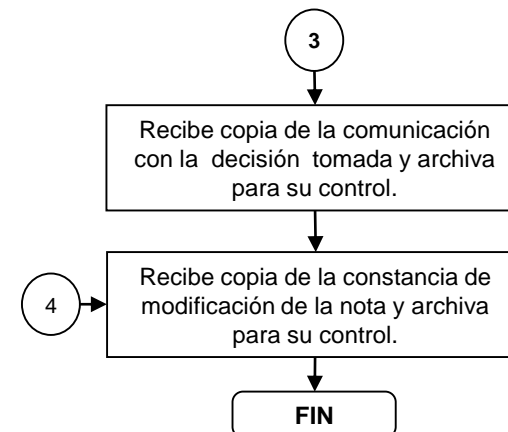 3
Recibe copia de la comunicación
con la decisión tomada y archiva
para su control.
4
Recibe copia de la constancia de
modificación de la nota y archiva
para su control.
FIN